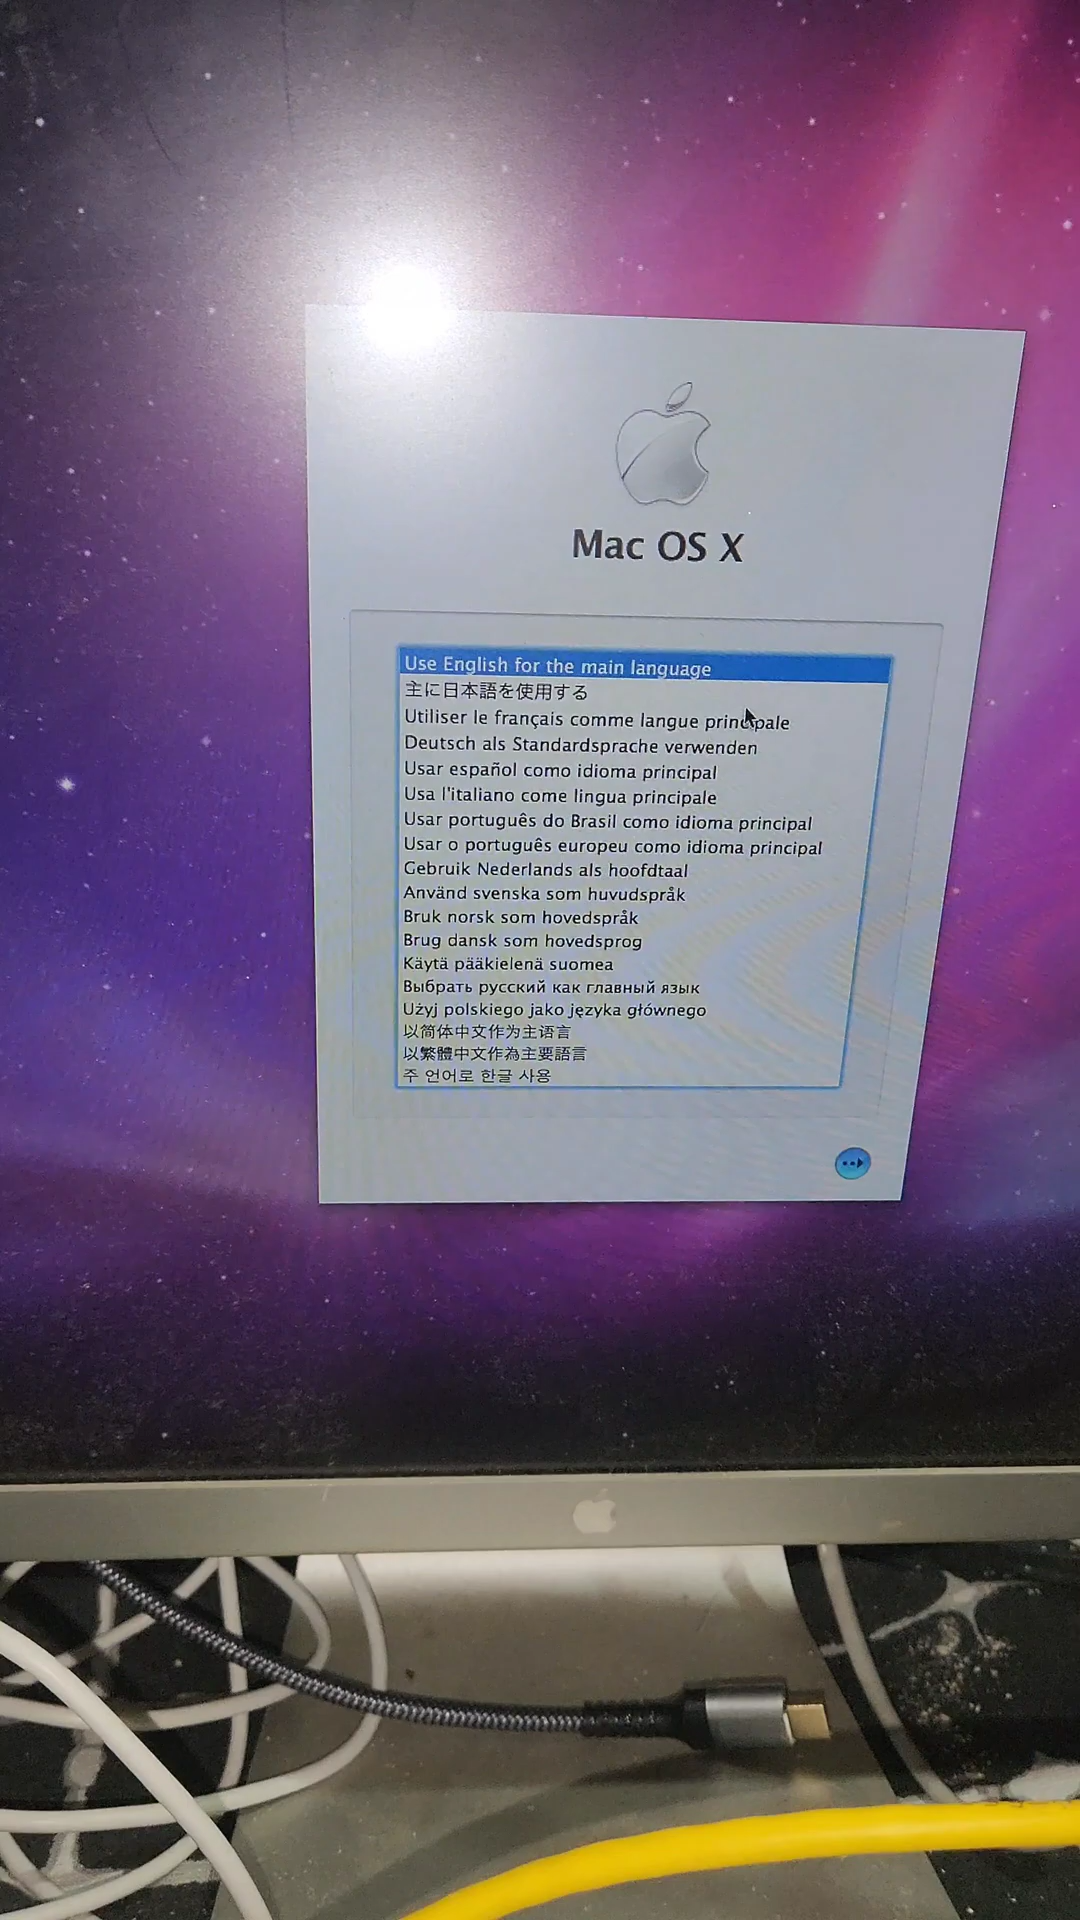 Mac OS X
Use English for the main language
主に日本語を使用する
Utiliser le français comme langue principale
Deutsch als Standardsprache verwenden
Usar español como idioma principal
Usa l'italiano come lingua principale
Usar português do Brasil como idioma principal
Usar o português europeu como idioma principal
Gebruik Nederlands als hoofdtaal
Använd svenska som huvudspråk
Bruk norsk som hovedspråk
Brug dansk som hovedsprog
Käytä pääkielenä suomea
Выбрать русский как главный язык
Użyj polskiego jako języka głównego
以简体中文作为主语言
以繁體中文作為主要語言
주 언어로 한글 사용